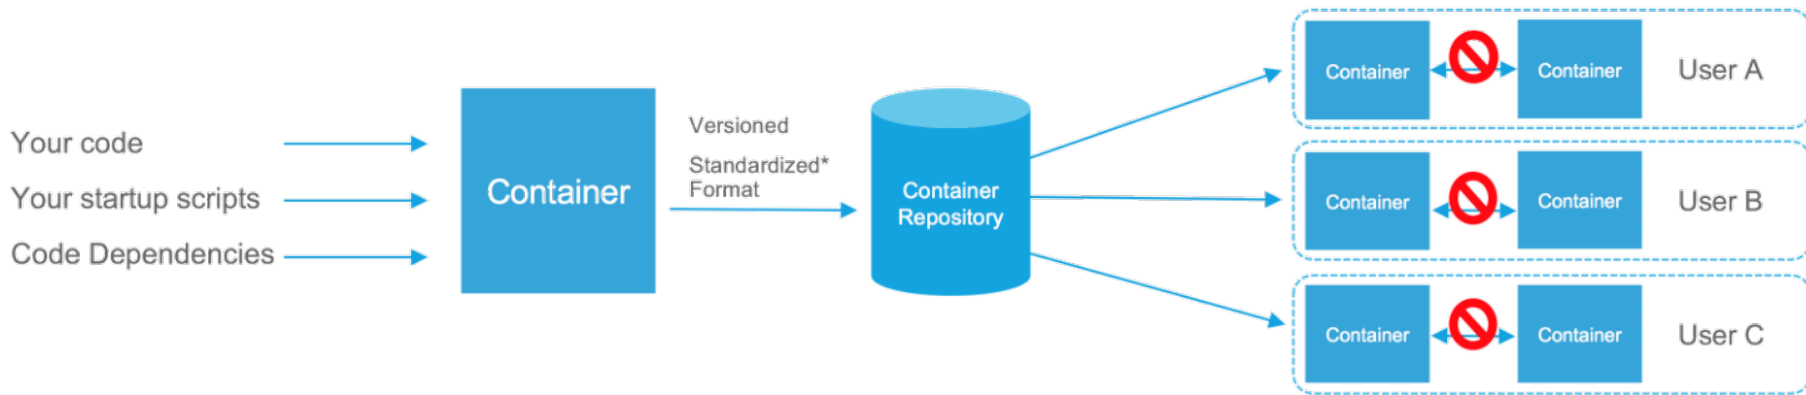 Your code
Your startup scripts
Code Dependencies
Container
Versioned
Standardized*
Format
Container
Repository
Container
Container
User A
Container
Container
User B
Container
Container
User C